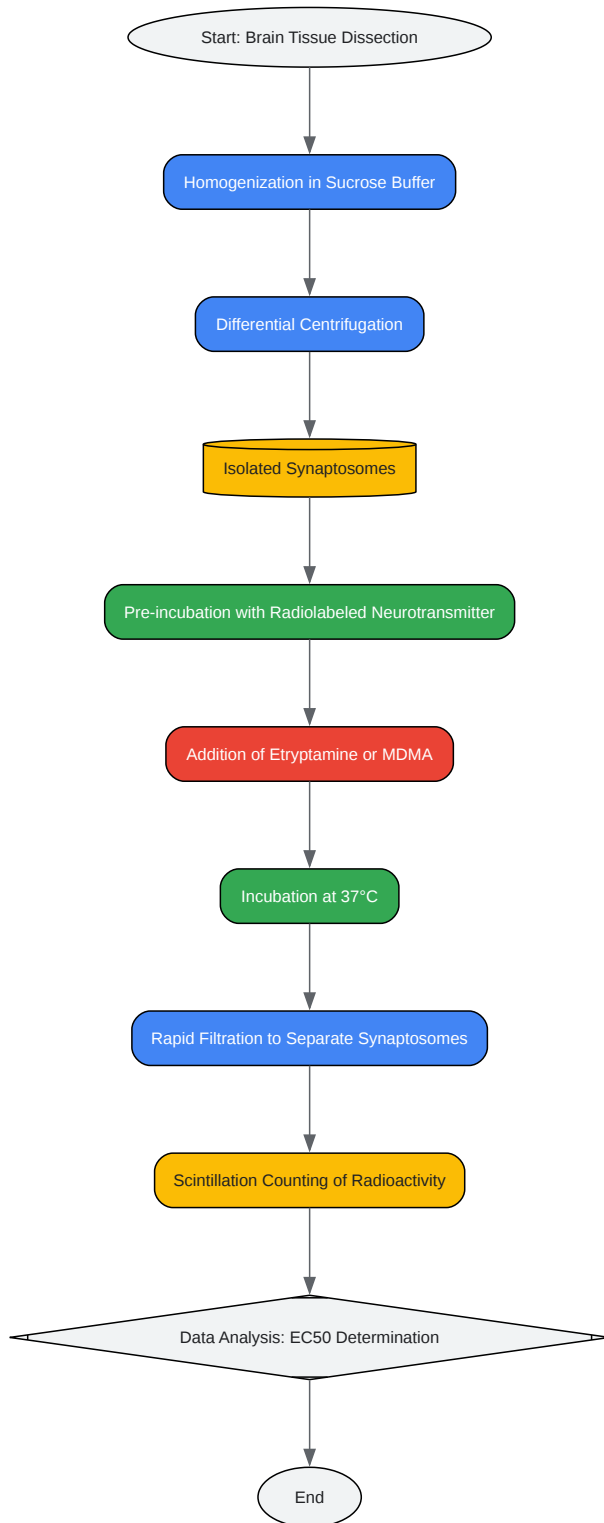 Start: Brain Tissue Dissection
Homogenization in Sucrose Buffer
Differential Centrifugation
Isolated Synaptosomes
Pre-incubation with Radiolabeled Neurotransmitter
Addition of Etryptamine or MDMA
Incubation at 37°C
Rapid Filtration to Separate Synaptosomes
Scintillation Counting of Radioactivity
Data Analysis: EC50 Determination
End